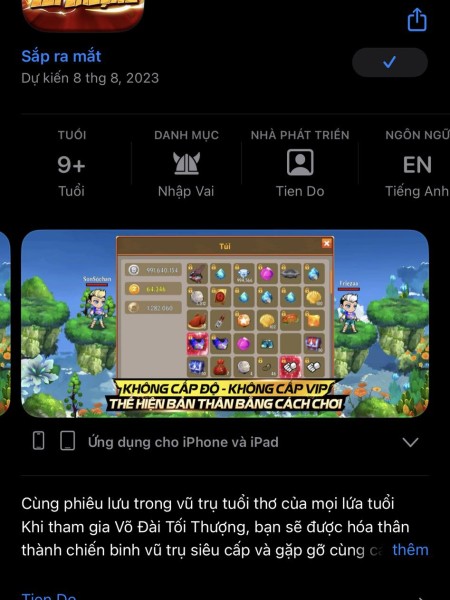 Sắp ra mắt
Dự kiến 8 thg 8, 2023
TUỔI
9+
Tuổi
DANH MỤC
Nhập Vai
NHÀ PHÁT TRIỂN
Tien Do
NGÔN NGỮ
EN
Tiếng Anh
Túi
64.246
SunSochan
Friezaa
KHÔNG CẤP ĐỘ - KHÔNG CẤP VIP
THỂ HIỆN BẢN THÂN BẰNG CÁCH CHƠI
Ứng dụng cho iPhone và iPad
Cùng phiêu lưu trong vũ trụ tuổi thơ của mọi lứa tuổi
Khi tham gia Võ Đài Tối Thượng, bạn sẽ được hóa thân
thành chiến binh vũ trụ siêu cấp và gặp gỡ cùng thêm
Tien Do